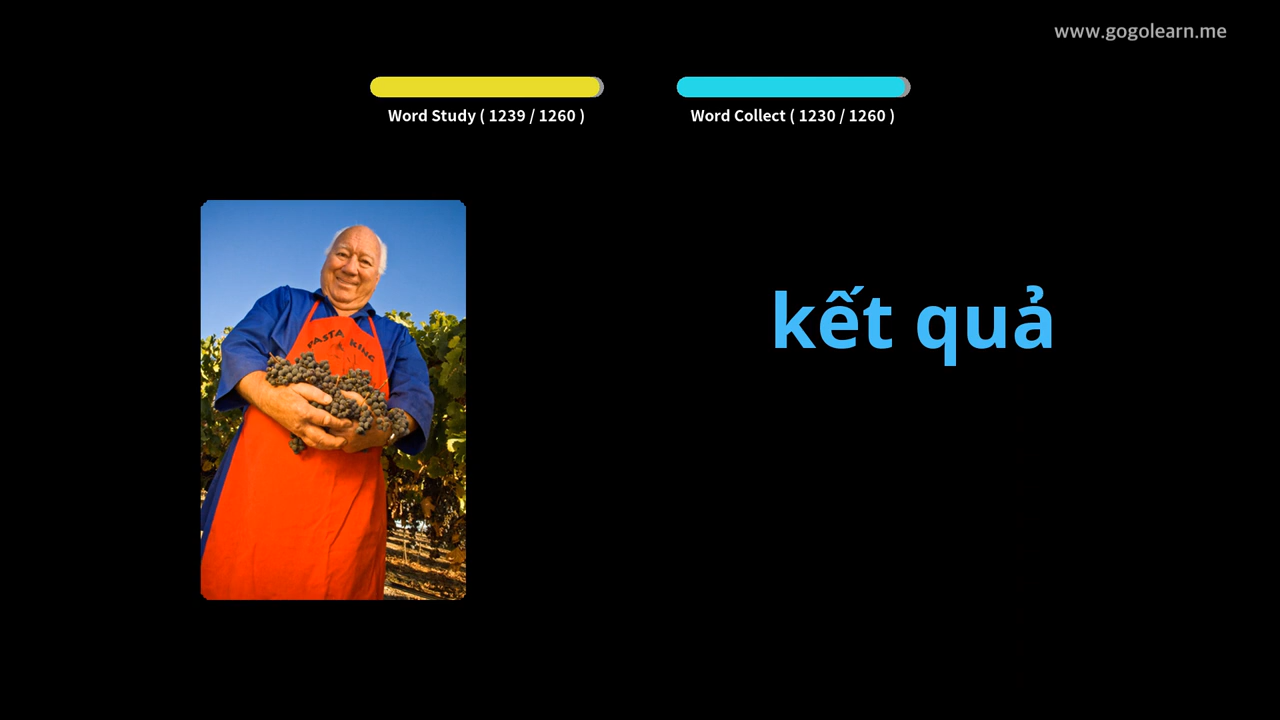 www.gogolearn.me
Word Study ( 1239 / 1260 )
Word Collect ( 1230 / 1260 )
PASTA KING
kết quả